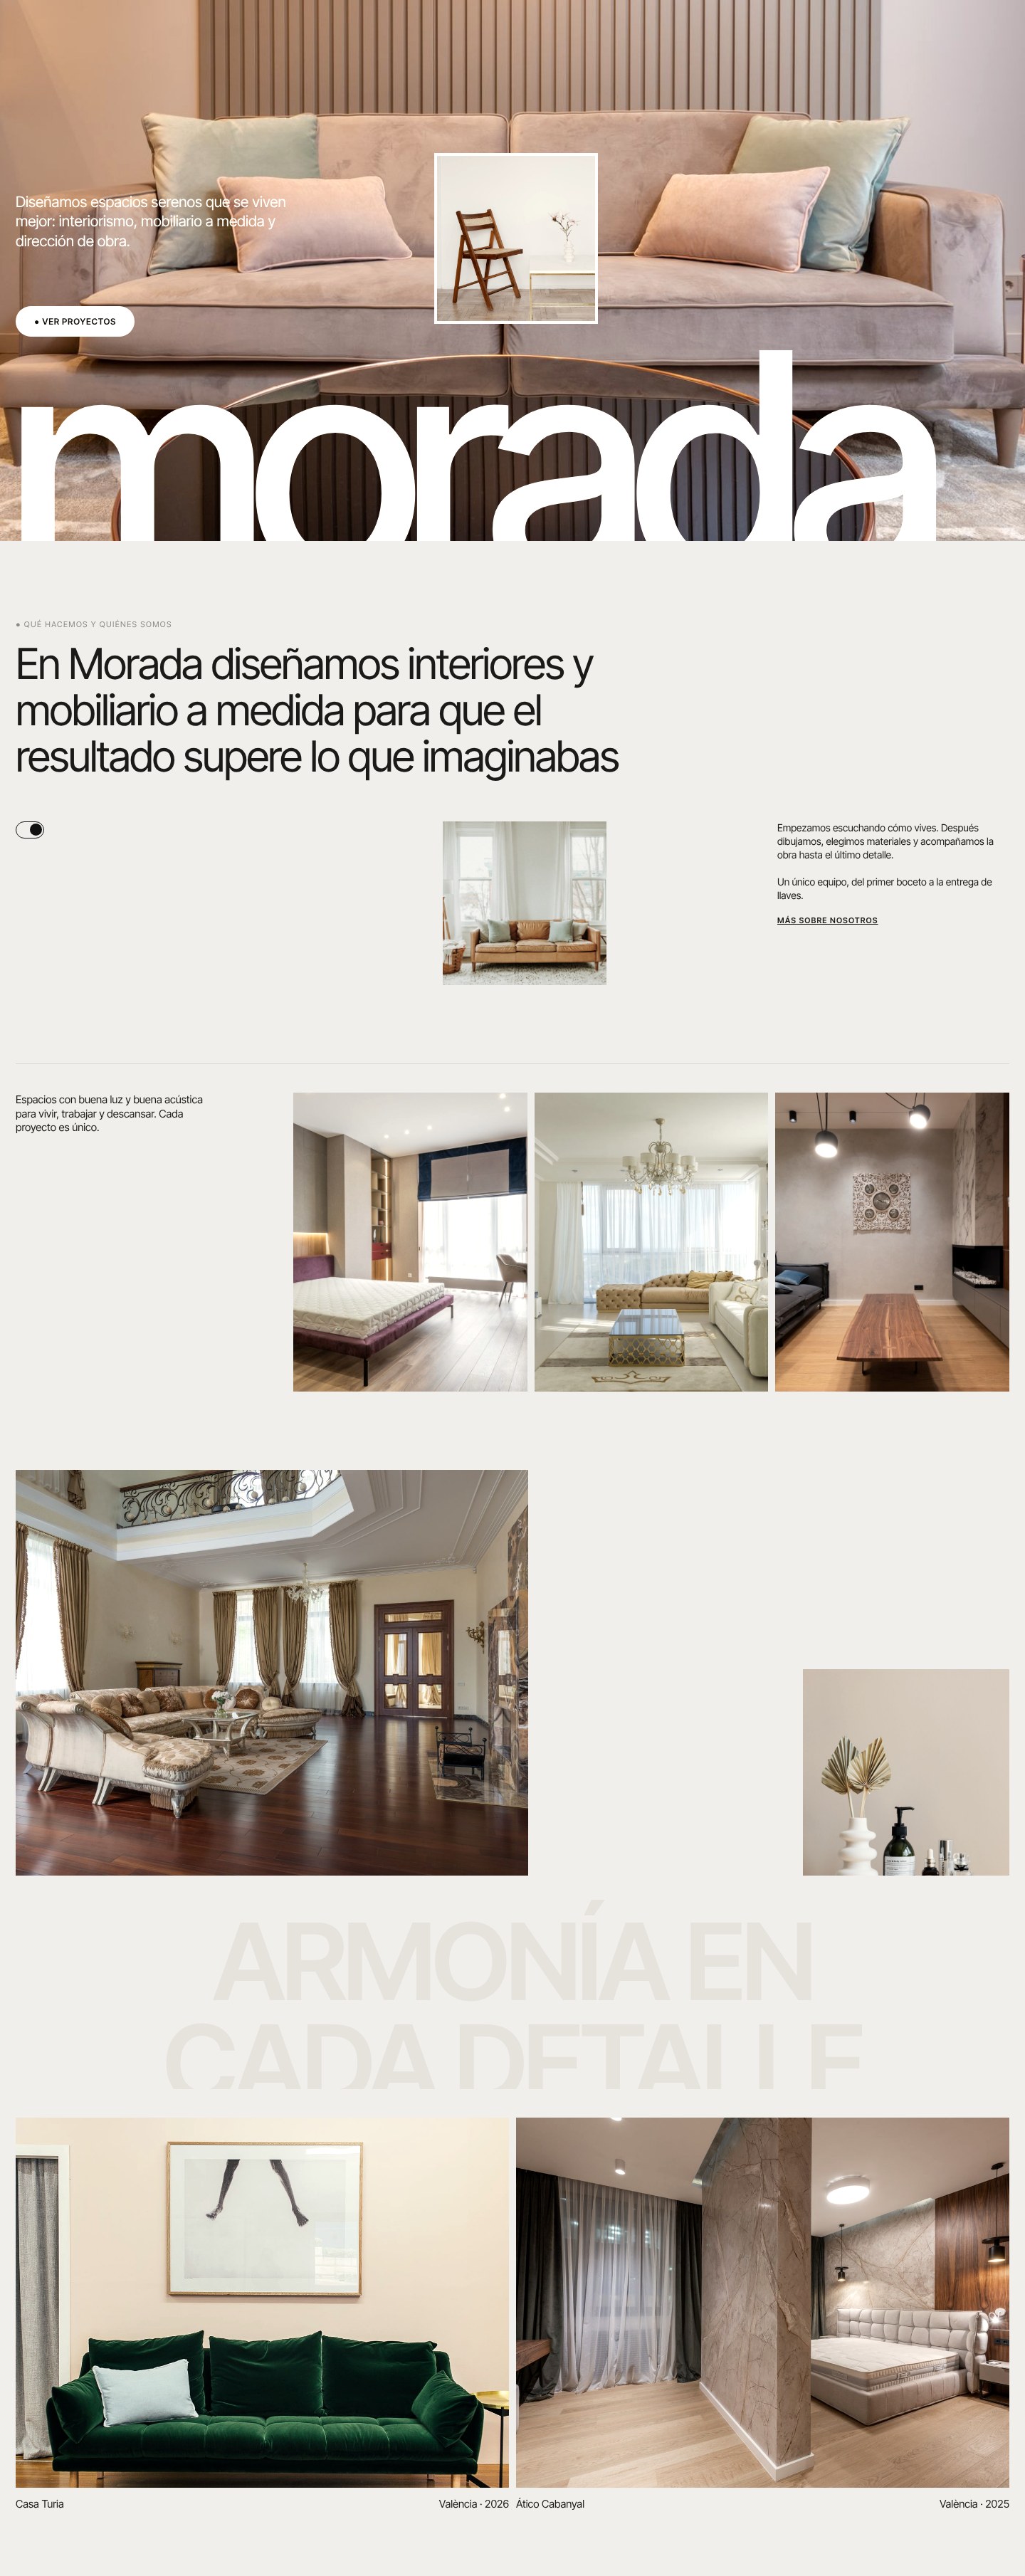 Diseñamos espacios serenos que se viven
mejor: interiorismo, mobiliario a medida y
dirección de obra.
● VER PROYECTOS
morada
● QUÉ HACEMOS Y QUIÉNES SOMOS
En Morada diseñamos interiores y
mobiliario a medida para que el
resultado supere lo que imaginabas
Empezamos escuchando cómo vives. Después
dibujamos, elegimos materiales y acompañamos la
obra hasta el último detalle.
Un único equipo, del primer boceto a la entrega de
llaves.
MÁS SOBRE NOSOTROS
Espacios con buena luz y buena acústica
para vivir, trabajar y descansar. Cada
proyecto es único.
ARMONÍA EN
CADA DETALLE
Casa Turia
València · 2026
Ático Cabanyal
València · 2025